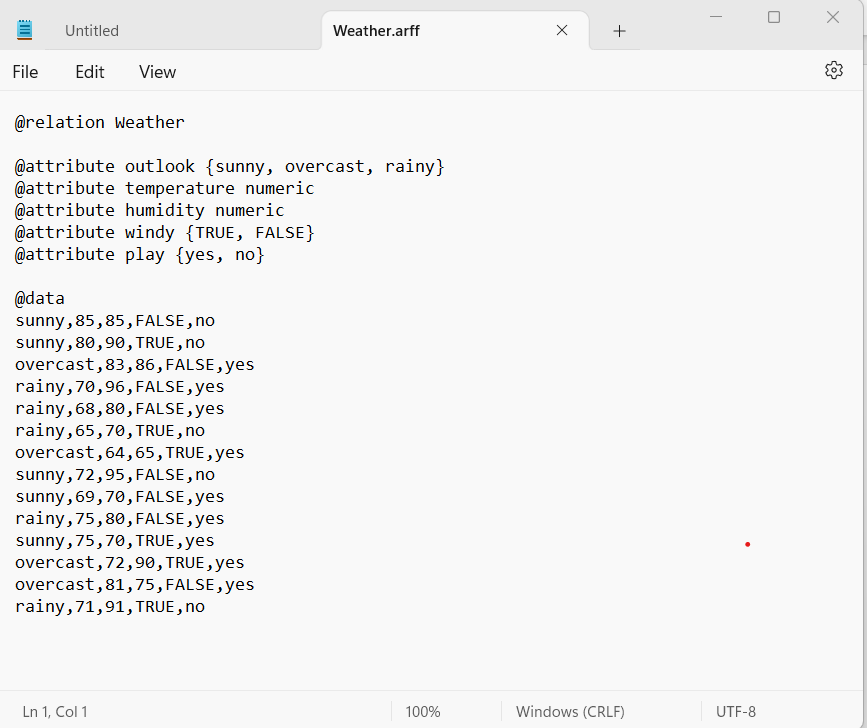 Untitled
Weather.arff
File Edit View
@relation Weather
@attribute outlook {sunny, overcast, rainy}
@attribute temperature numeric
@attribute humidity numeric
@attribute windy {TRUE, FALSE}
@attribute play {yes, no}
@data
sunny,85,85,FALSE,no
sunny,80,90,TRUE,no
overcast,83,86,FALSE,yes
rainy,70,96,FALSE,yes
rainy,68,80,FALSE,yes
rainy,65,70,TRUE,no
overcast,64,65,TRUE,yes
sunny,72,95,FALSE,no
sunny,69,70,FALSE,yes
rainy,75,80,FALSE,yes
sunny,75,70,TRUE,yes
overcast,72,90,TRUE,yes
overcast,81,75,FALSE,yes
rainy,71,91,TRUE,no
Ln 1, Col 1 100% Windows (CRLF) UTF-8